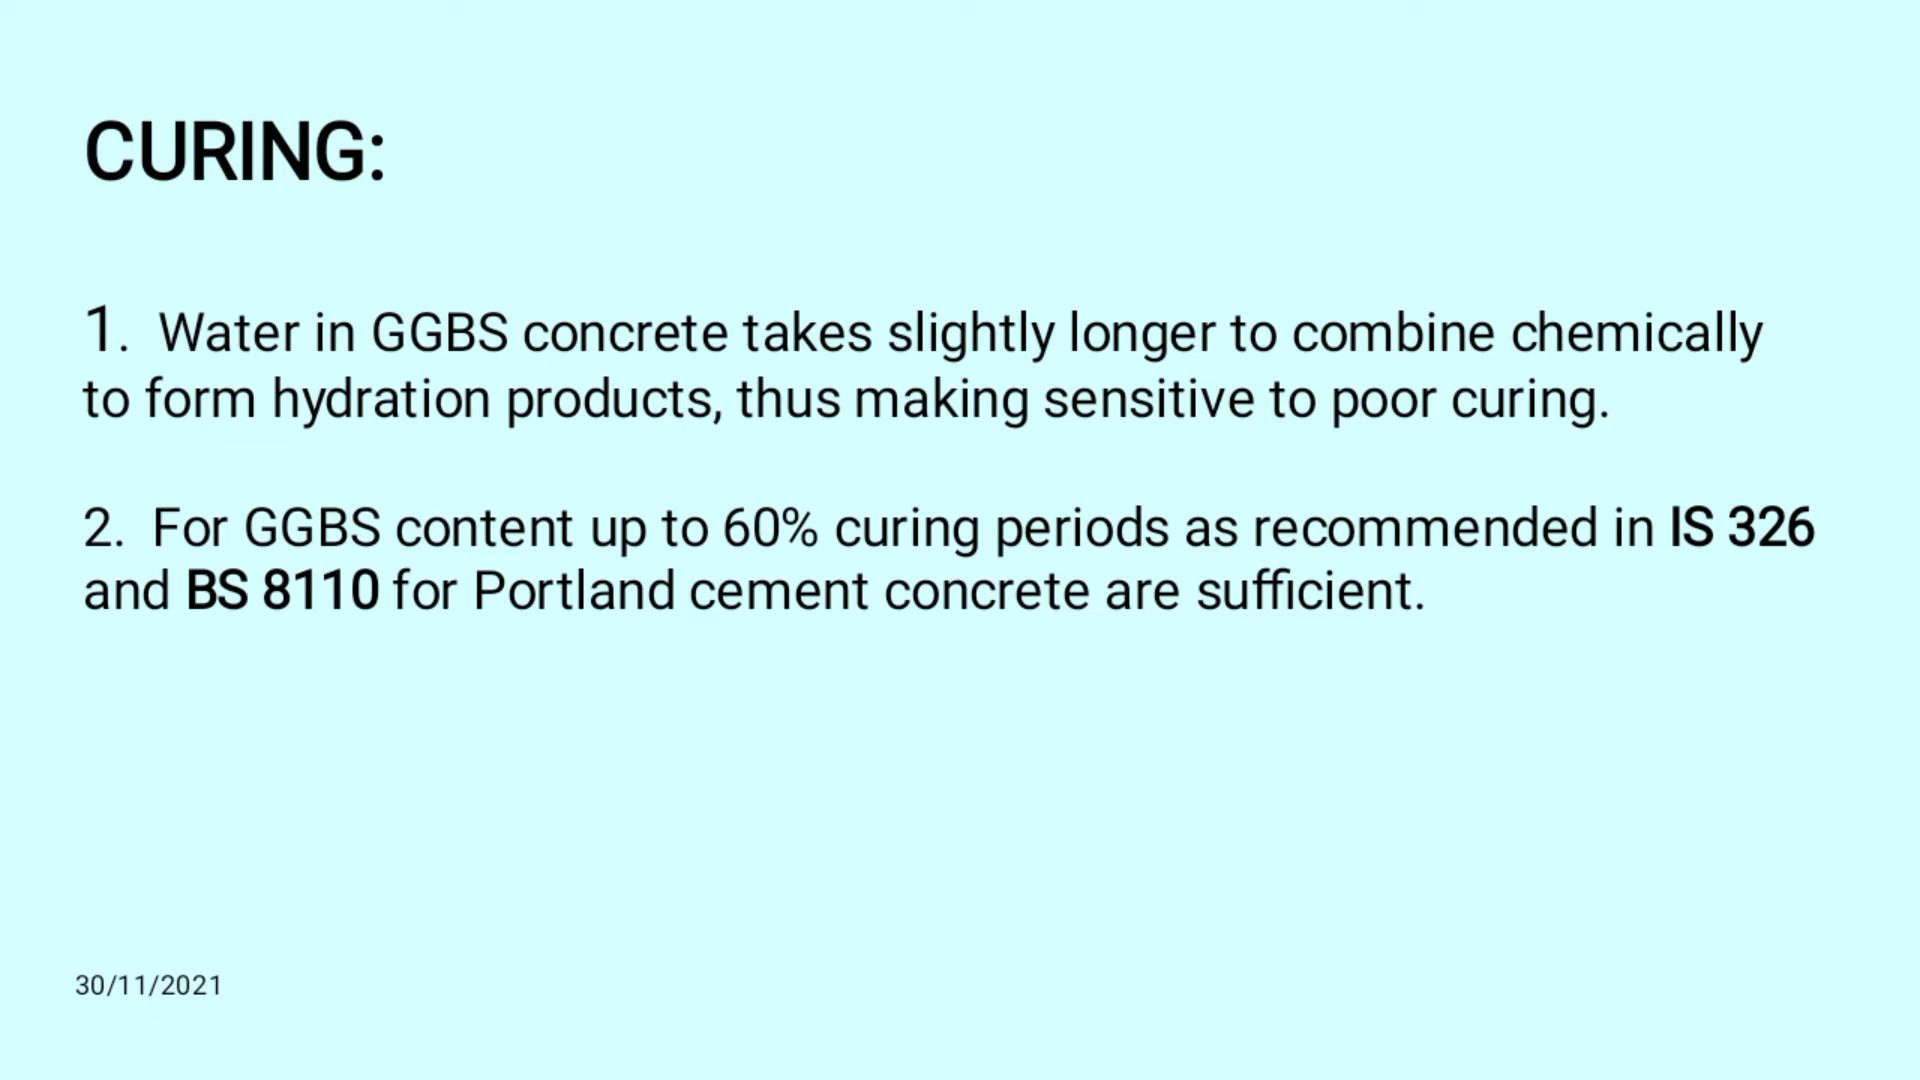 CURING:
1. Water in GGBS concrete takes slightly longer to combine chemically
to form hydration products, thus making sensitive to poor curing.
2. For GGBS content up to 60% curing periods as recommended in IS 326
and BS 8110 for Portland cement concrete are sufficient.
30/11/2021